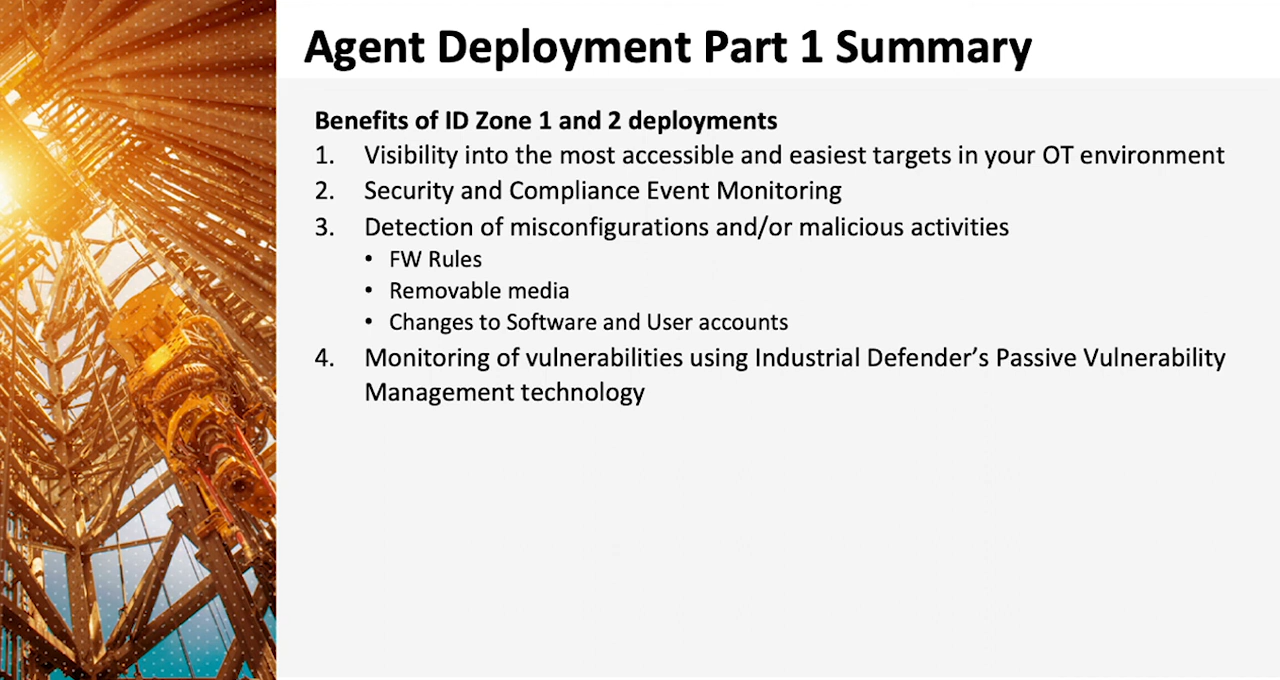 Agent Deployment Part 1 Summary
Benefits of ID Zone 1 and 2 deployments
1. Visibility into the most accessible and easiest targets in your OT environment
2. Security and Compliance Event Monitoring
3. Detection of misconfigurations and/or malicious activities
• FW Rules
• Removable media
• Changes to Software and User accounts
4. Monitoring of vulnerabilities using Industrial Defender’s Passive Vulnerability
Management technology